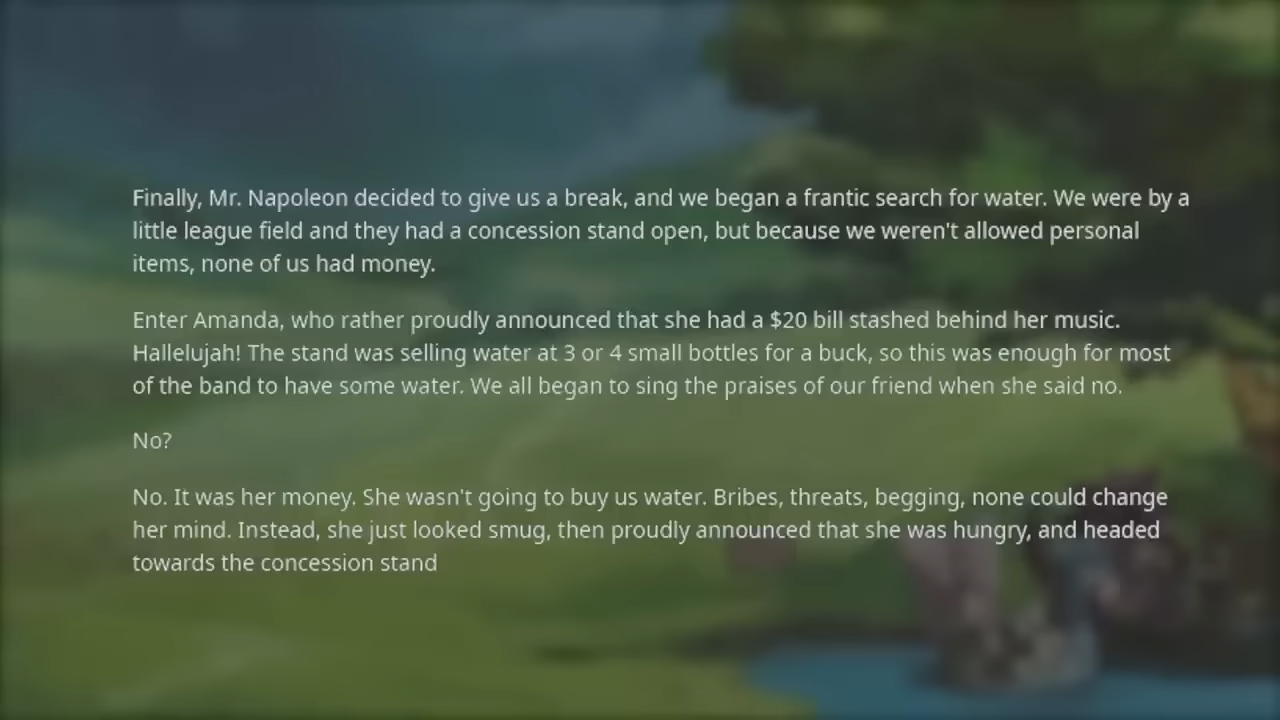 Finally, Mr. Napoleon decided to give us a break, and we began a frantic search for water. We were by a
little league field and they had a concession stand open, but because we weren't allowed personal
items, none of us had money.
Enter Amanda, who rather proudly announced that she had a $20 bill stashed behind her music.
Hallelujah! The stand was selling water at 3 or 4 small bottles for a buck, so this was enough for most
of the band to have some water. We all began to sing the praises of our friend when she said no.
No?
No. It was her money. She wasn't going to buy us water. Bribes, threats, begging, none could change
her mind. Instead, she just looked smug, then proudly announced that she was hungry, and headed
towards the concession stand